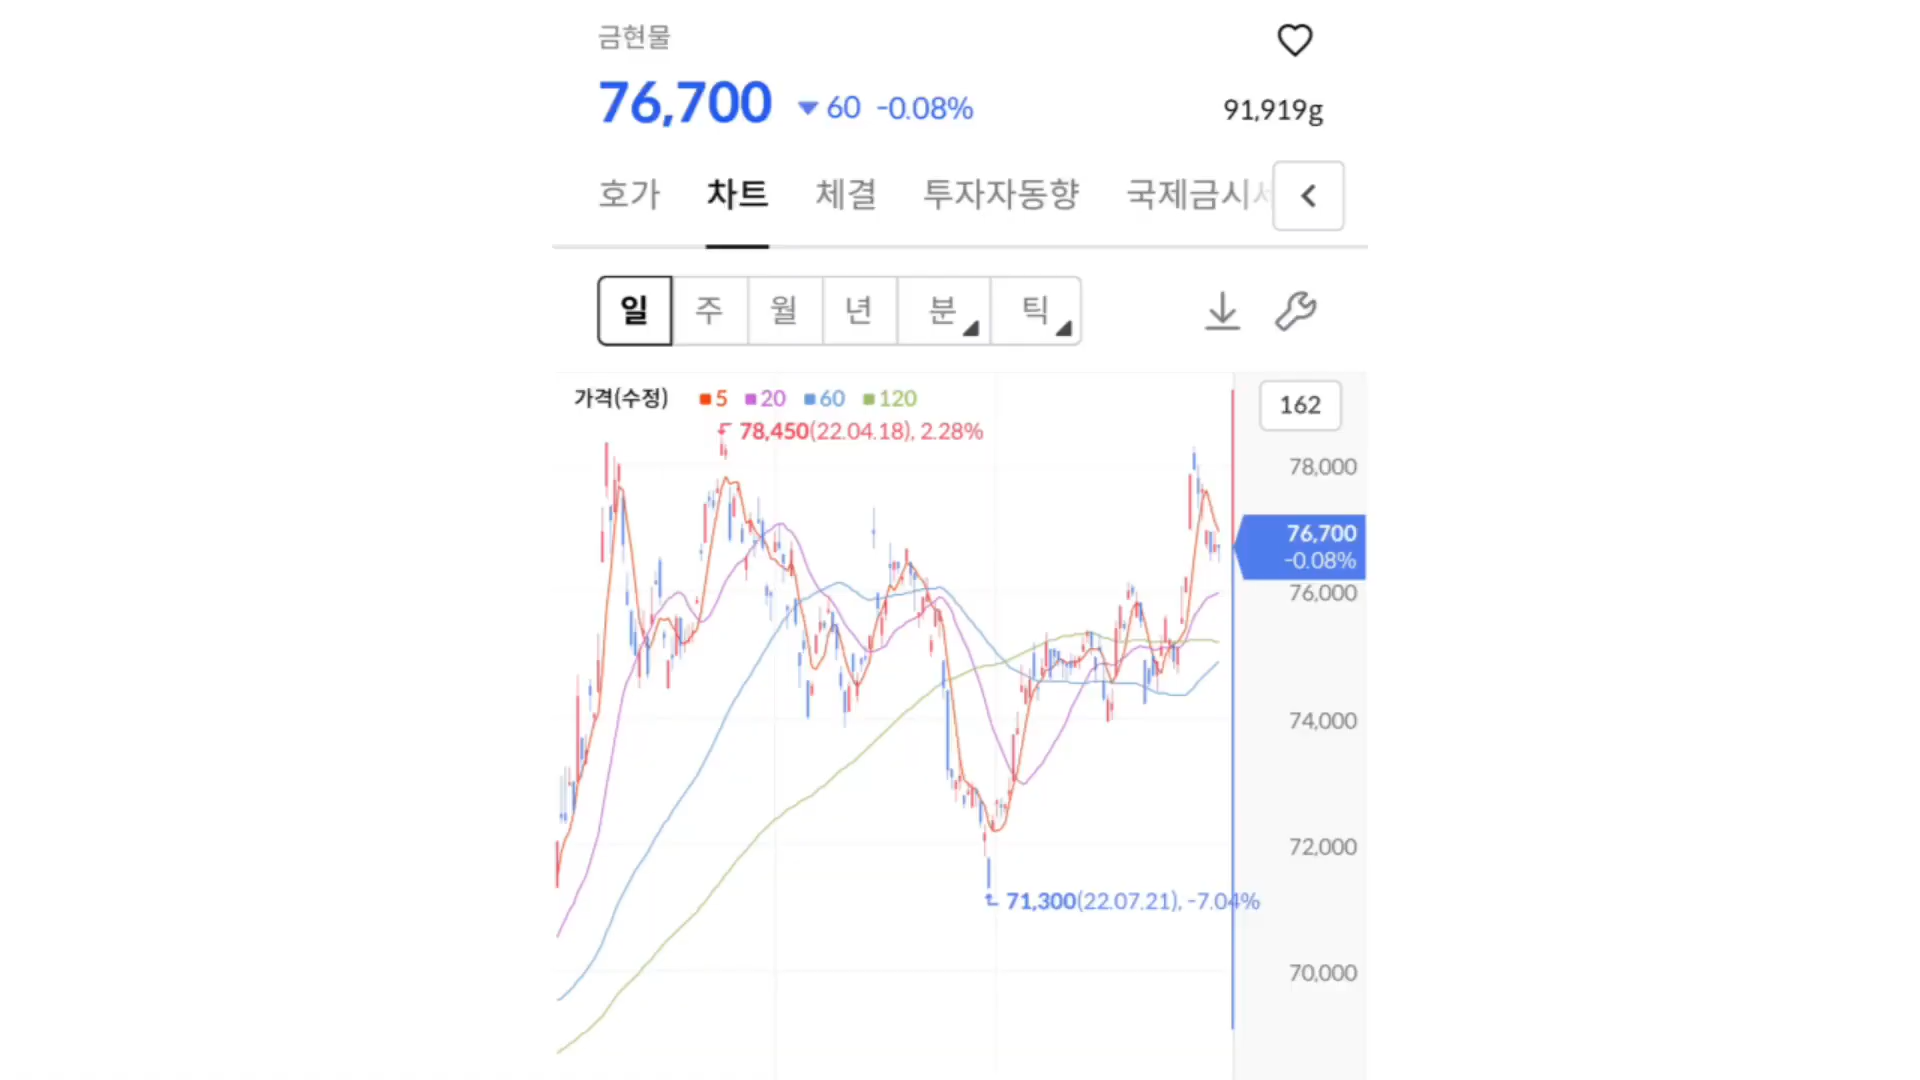 금현물
76,700 ▼ 60 -0.08% 91,919g
호가 차트 체결 투자자동향 국제금시
일 주 월 년 분 틱
가격(수정) 5 20 60 120
162
78,450(22.04.18), 2.28%
78,000
76,700
-0.08%
76,000
74,000
72,000
71,300(22.07.21), -7.04%
70,000